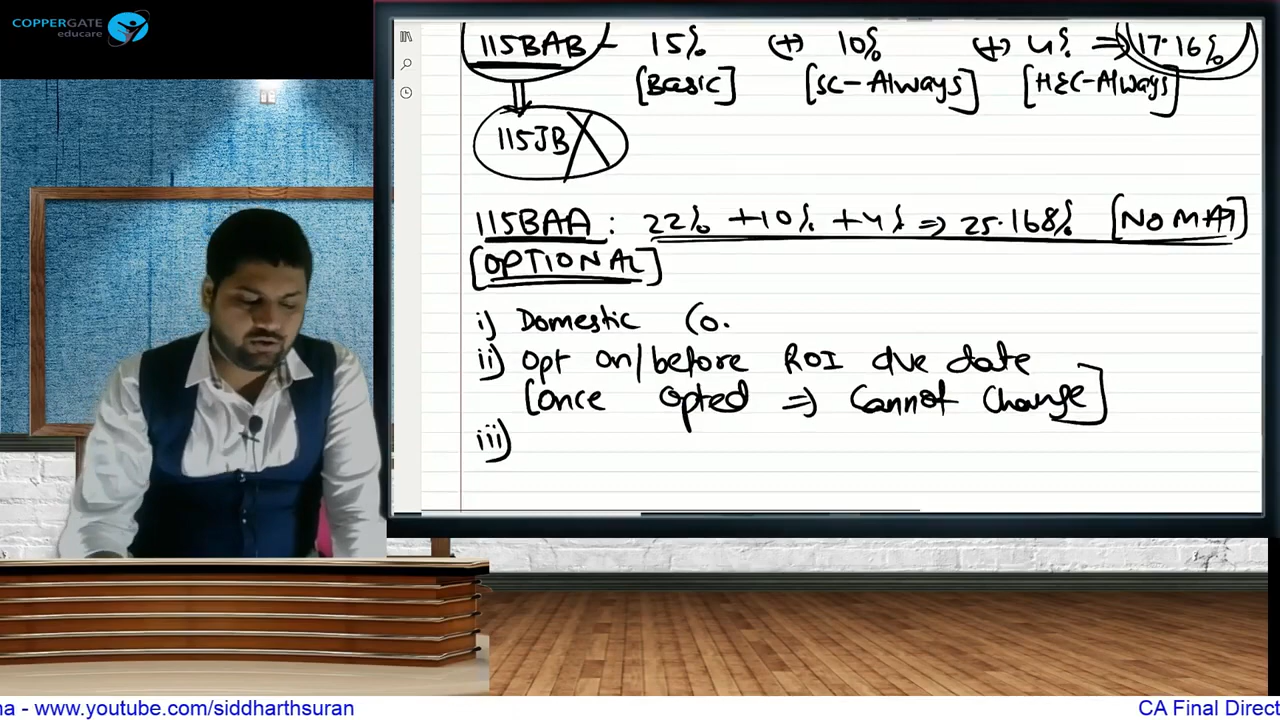 COPPERGATE
educare
115BAB - 15% (+) 10% (+) 4% => 17.16%
[Basic] [SC-Always] [HEC-Always]
115JB
115BAA : 22% +10% +4% => 25.168% [NO MAT]
[OPTIONAL]
i) Domestic Co.
ii) Opt on/before ROI due date
[Once Opted => Cannot Change]
iii)
na - www.youtube.com/siddharthsuran
CA Final Direct